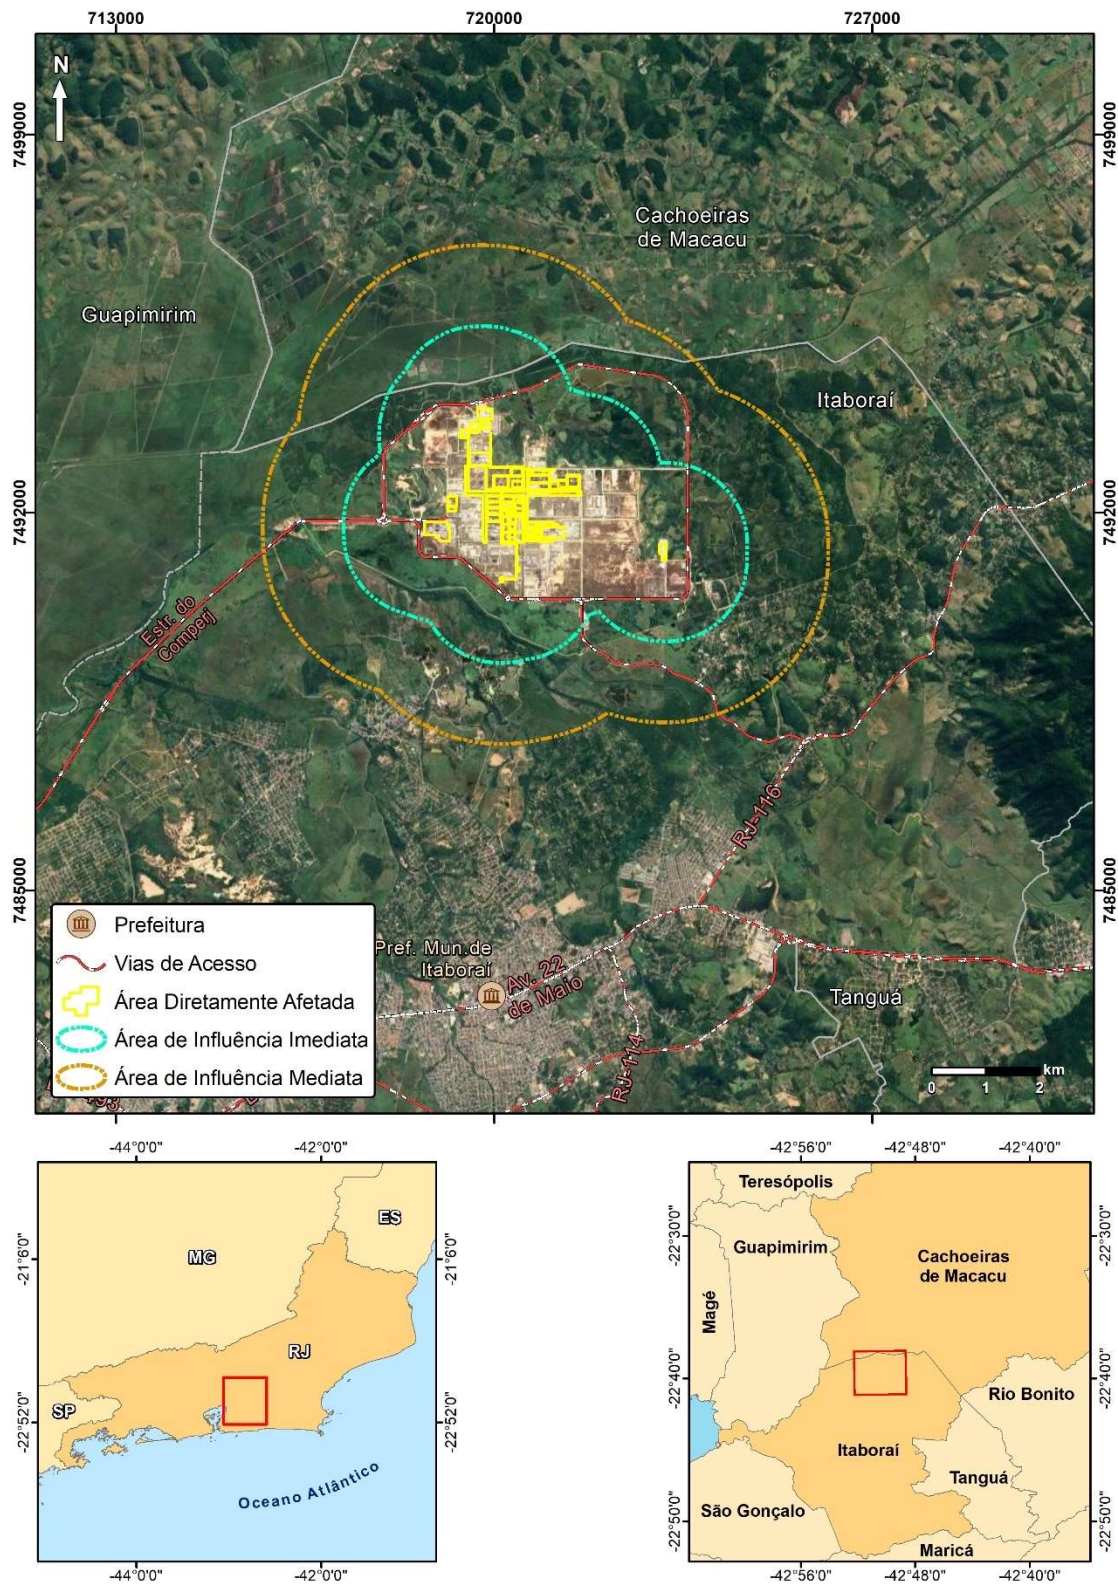 713000
720000
727000
N
7499000
7499000
Cachoeiras
de Macacu
Guapimirim
Itaboraí
7492000
7492000
Estr. do
Comperj
RJ-116
7485000
7485000
Prefeitura
Vias de Acesso
Área Diretamente Afetada
Área de Influência Imediata
Área de Influência Mediata
Pref. Mun.de
Itaboraí
Av. 22
de Maio
Tanguá
RJ-114
493
km
0 1 2
-44°0'0"
-42°0'0"
-42°56'0"
-42°48'0"
-42°40'0"
ES
MG
RJ
SP
Oceano Atlântico
-21°6'0"
-21°6'0"
-22°52'0"
-22°52'0"
-44°0'0"
-42°0'0"
Teresópolis
Guapimirim
Cachoeiras
de Macacu
Magé
Rio Bonito
Itaboraí
Tanguá
São Gonçalo
Maricá
-22°30'0"
-22°30'0"
-22°40'0"
-22°40'0"
-22°50'0"
-22°50'0"
-42°56'0"
-42°48'0"
-42°40'0"